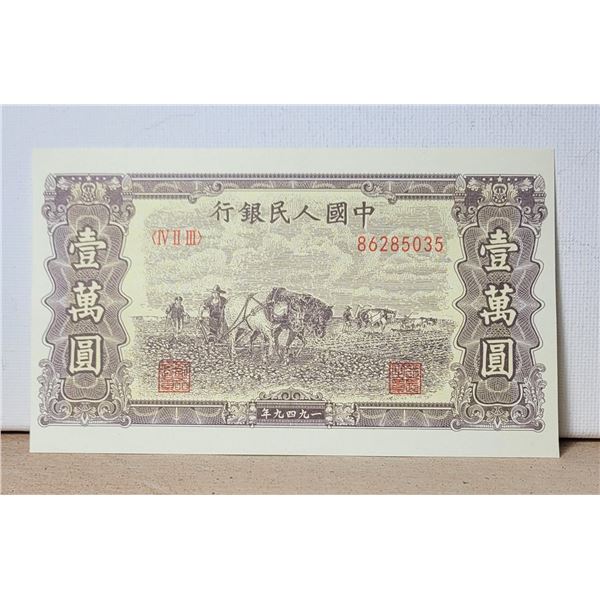 中國人民銀行
〈IV II III〉
86285035
壹萬圓
壹萬圓
一九四九年